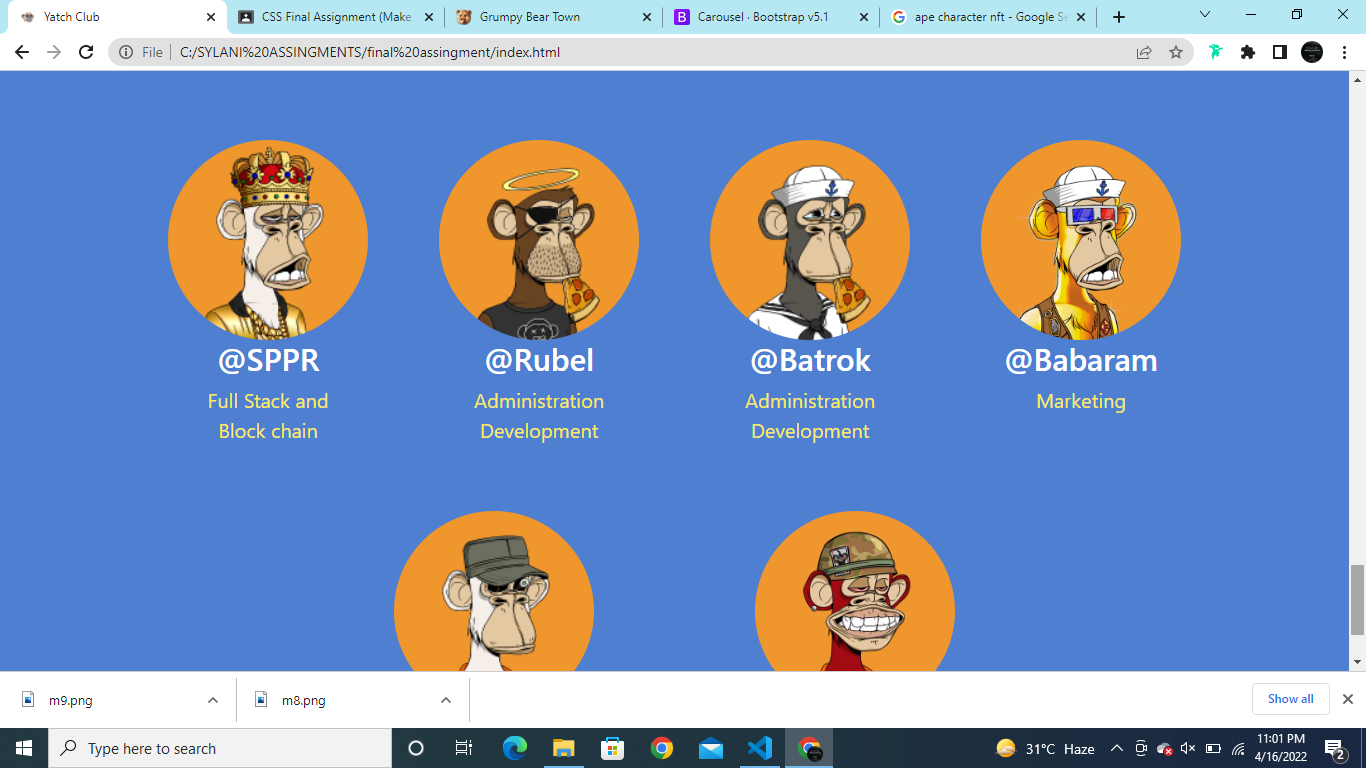 Yatch Club
CSS Final Assignment (Make
Grumpy Bear Town
Carousel · Bootstrap v5.1
ape character nft - Google Se
File
C:/SYLANI%20ASSINGMENTS/final%20assingment/index.html
@SPPR
Full Stack and
Block chain
@Rubel
Administration
Development
@Batrok
Administration
Development
@Babaram
Marketing
m9.png
m8.png
Show all
Type here to search
31°C Haze
11:01 PM
4/16/2022
2